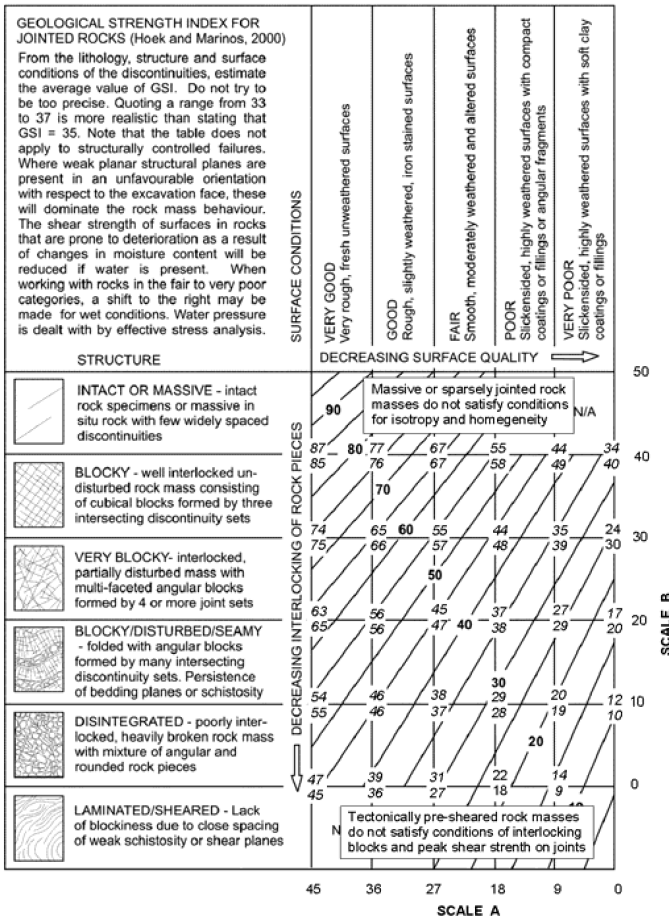 GEOLOGICAL STRENGTH INDEX FOR
JOINTED ROCKS (Hoek and Marinos, 2000)
From the lithology, structure and surface
conditions of the discontinuities, estimate
the average value of GSI. Do not try to
be too precise. Quoting a range from 33
to 37 is more realistic than stating that
GSI = 35. Note that the table does not
apply to structurally controlled failures.
Where weak planar structural planes are
present in an unfavourable orientation
with respect to the excavation face, these
will dominate the rock mass behaviour.
The shear strength of surfaces in rocks
that are prone to deterioration as a result
of changes in moisture content will be
reduced if water is present. When
working with rocks in the fair to very poor
categories, a shift to the right may be
made for wet conditions. Water pressure
is dealt with by effective stress analysis.
STRUCTURE
SURFACE CONDITIONS
VERY GOOD
Very rough, fresh unweathered surfaces
GOOD
Rough, slightly weathered, iron stained surfaces
FAIR
Smooth, moderately weathered and altered surfaces
POOR
Slickensided, highly weathered surfaces with compact
coatings or fillings or angular fragments
VERY POOR
Slickensided, highly weathered surfaces with soft clay
coatings or fillings
DECREASING SURFACE QUALITY
DECREASING INTERLOCKING OF ROCK PIECES
INTACT OR MASSIVE - intact
rock specimens or massive in
situ rock with few widely spaced
discontinuities
BLOCKY - well interlocked un-
disturbed rock mass consisting
of cubical blocks formed by three
intersecting discontinuity sets
VERY BLOCKY- interlocked,
partially disturbed mass with
multi-faceted angular blocks
formed by 4 or more joint sets
BLOCKY/DISTURBED/SEAMY
- folded with angular blocks
formed by many intersecting
discontinuity sets. Persistence
of bedding planes or schistosity
DISINTEGRATED - poorly inter-
locked, heavily broken rock mass
with mixture of angular and
rounded rock pieces
LAMINATED/SHEARED - Lack
of blockiness due to close spacing
of weak schistosity or shear planes
Massive or sparsely jointed rock
masses do not satisfy conditions
for isotropy and homegeneity
N/A
90
87 80 77 67 55 44 34
85 76 67 58 49 40
70
74 65 60 55 44 35 24
75 66 57 48 39 30
50
63 56 45 37 27 17
65 56 47 40 38 29 20
30
54 46 38 29 20 12
55 46 37 28 19 10
20
47 39 31 22 14
45 36 27 18 9
Tectonically pre-sheared rock masses
do not satisfy conditions of interlocking
blocks and peak shear strenth on joints
50
40
30
20
10
0
SCALE B
45 36 27 18 9 0
SCALE A